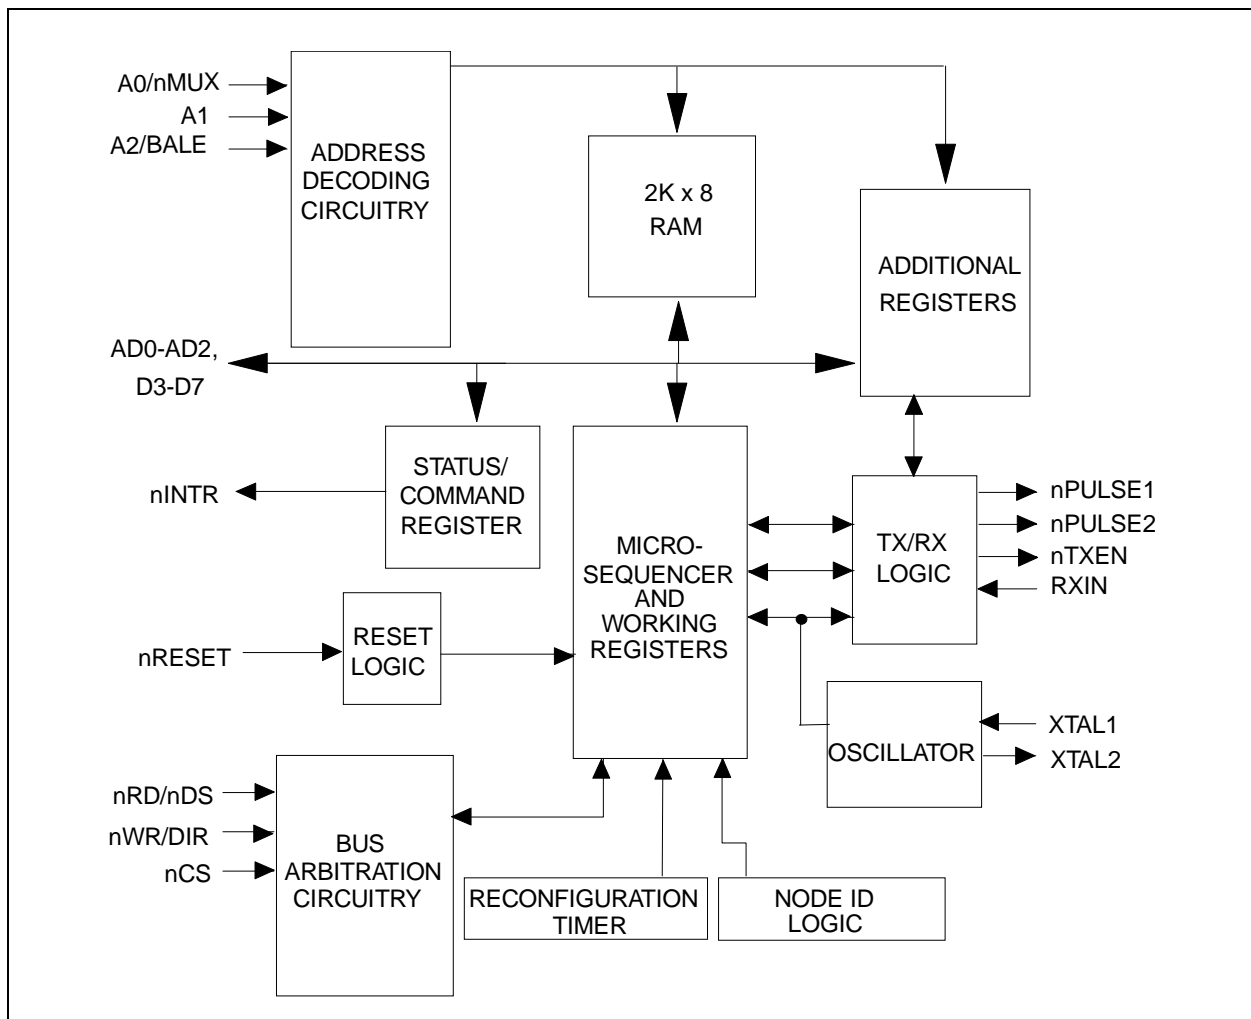 A0/nMUX
A1
A2/BALE
ADDRESS
DECODING
CIRCUITRY
2K x 8
RAM
ADDITIONAL
REGISTERS
AD0-AD2,
D3-D7
nINTR
STATUS/
COMMAND
REGISTER
MICRO-
SEQUENCER
AND
WORKING
REGISTERS
TX/RX
LOGIC
nPULSE1
nPULSE2
nTXEN
RXIN
nRESET
RESET
LOGIC
OSCILLATOR
XTAL1
XTAL2
nRD/nDS
nWR/DIR
nCS
BUS
ARBITRATION
CIRCUITRY
RECONFIGURATION
TIMER
NODE ID
LOGIC